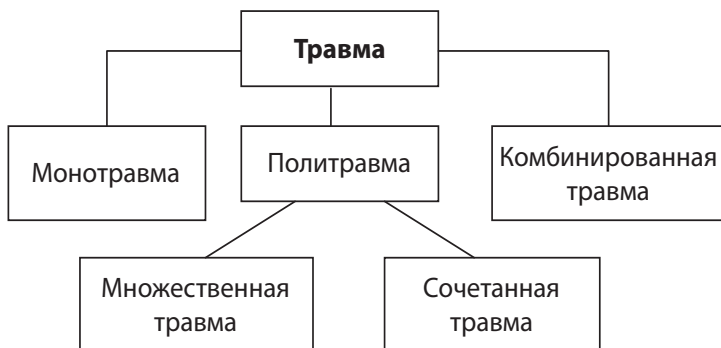 Травма
Монотравма
Политравма
Комбинированная
травма
Множественная
травма
Сочетанная
травма